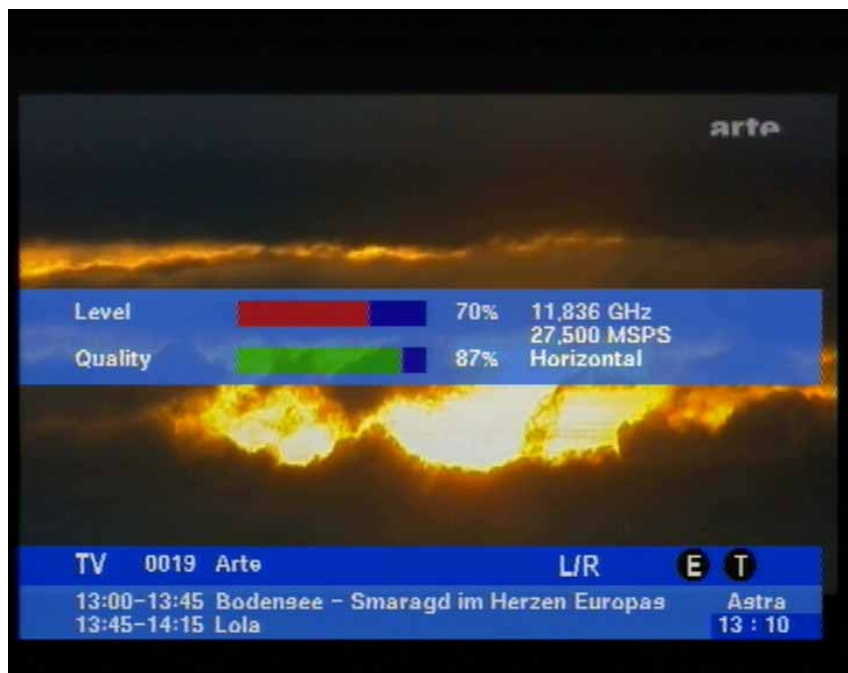 arte
Level 70% 11,836 GHz
27,500 MSPS
Quality 87% Horizontal
TV 0019 Arte L/R E T
13:00-13:45 Bodensee - Smaragd im Herzen Europas Astra
13:45-14:15 Lola 13 : 10